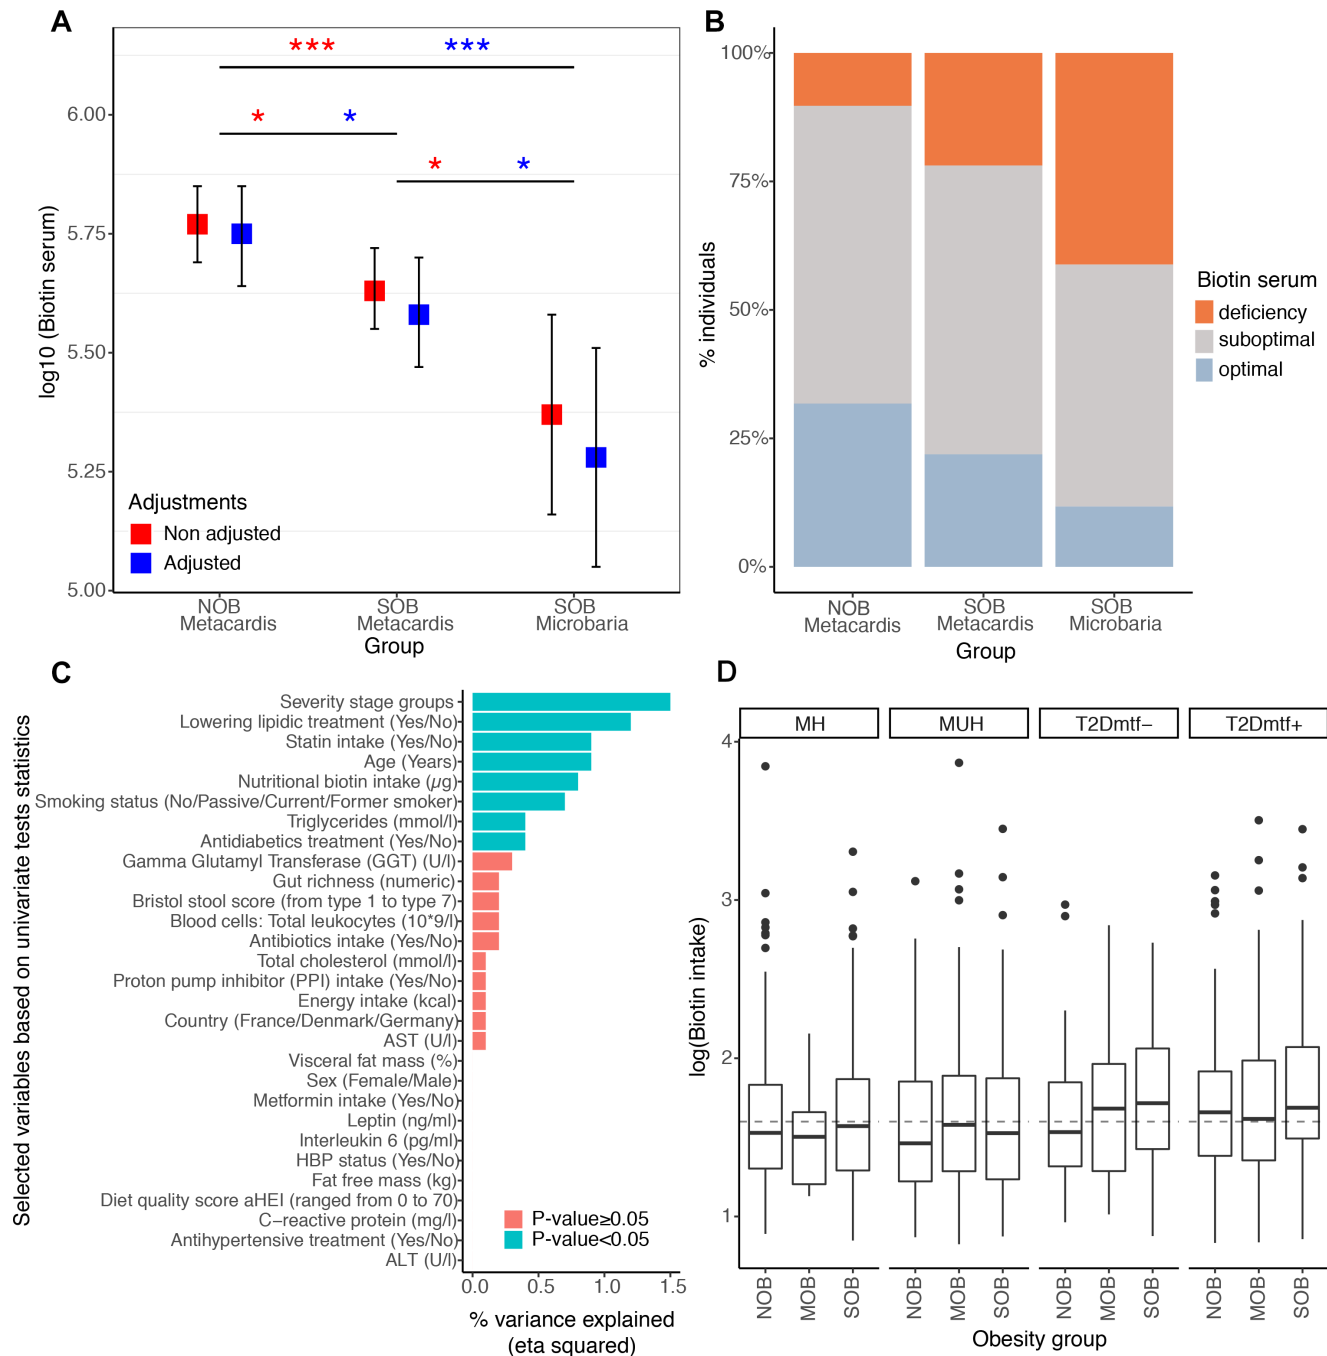 A
***
***
6.00
*
*
*
*
5.75
5.50
5.25
5.00
log10 (Biotin serum)
Adjustments
Non adjusted
Adjusted
NOB
Metacardis
SOB
Metacardis
SOB
Microbaria
Group
B
100%
75%
50%
25%
0%
% individuals
Biotin serum
deficiency
suboptimal
optimal
NOB
Metacardis
SOB
Metacardis
SOB
Microbaria
Group
C
Selected variables based on univariate tests statistics
Severity stage groups
Lowering lipidic treatment (Yes/No)
Statin intake (Yes/No)
Age (Years)
Nutritional biotin intake (µg)
Smoking status (No/Passive/Current/Former smoker)
Triglycerides (mmol/l)
Antidiabetics treatment (Yes/No)
Gamma Glutamyl Transferase (GGT) (U/l)
Gut richness (numeric)
Bristol stool score (from type 1 to type 7)
Blood cells: Total leukocytes (10*9/l)
Antibiotics intake (Yes/No)
Total cholesterol (mmol/l)
Proton pump inhibitor (PPI) intake (Yes/No)
Energy intake (kcal)
Country (France/Denmark/Germany)
AST (U/l)
Visceral fat mass (%)
Sex (Female/Male)
Metformin intake (Yes/No)
Leptin (ng/ml)
Interleukin 6 (pg/ml)
HBP status (Yes/No)
Fat free mass (kg)
Diet quality score aHEI (ranged from 0 to 70)
C−reactive protein (mg/l)
Antihypertensive treatment (Yes/No)
ALT (U/l)
P-value≥0.05
P-value<0.05
0.0
0.5
1.0
1.5
% variance explained
(eta squared)
D
MH
MUH
T2Dmtf−
T2Dmtf+
4
3
2
1
log(Biotin intake)
NOB
MOB
SOB
NOB
MOB
SOB
NOB
MOB
SOB
NOB
MOB
SOB
Obesity group